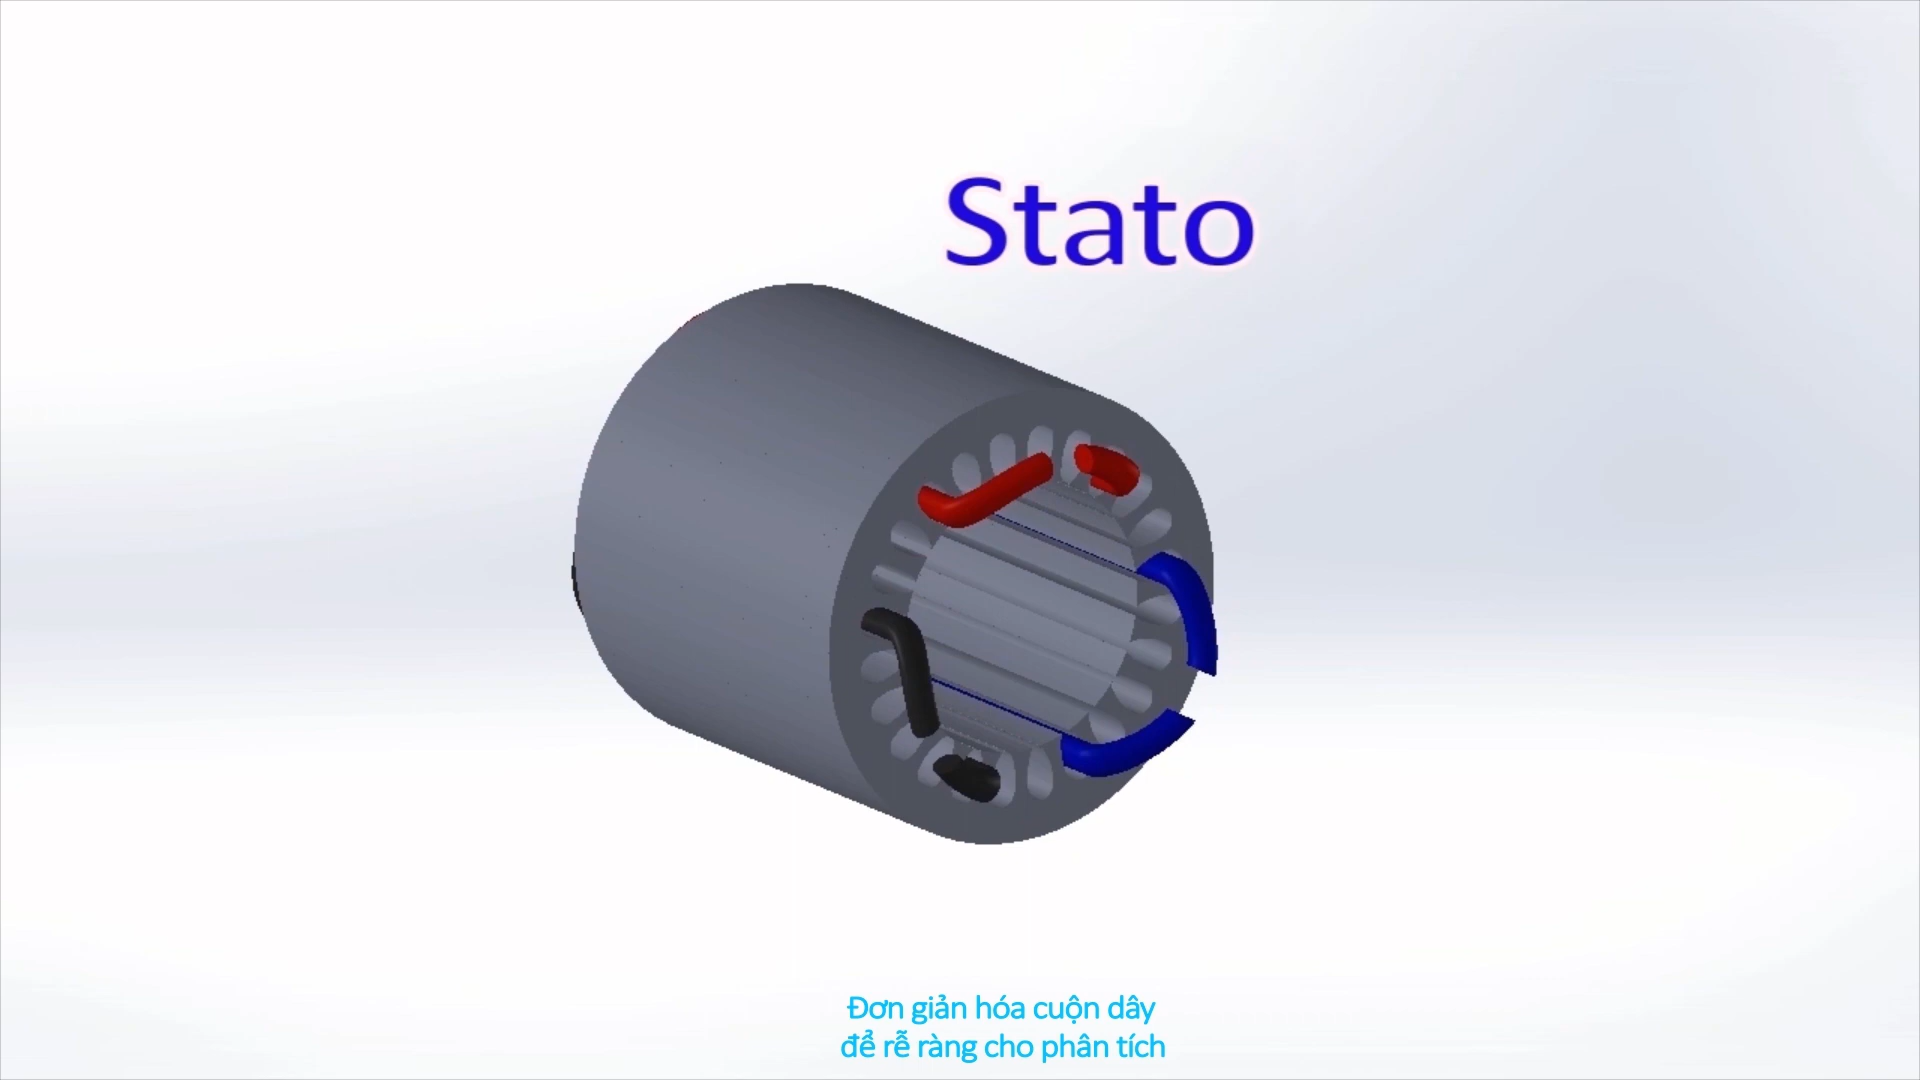 Stato
Đơn giản hóa cuộn dây
để rễ ràng cho phân tích